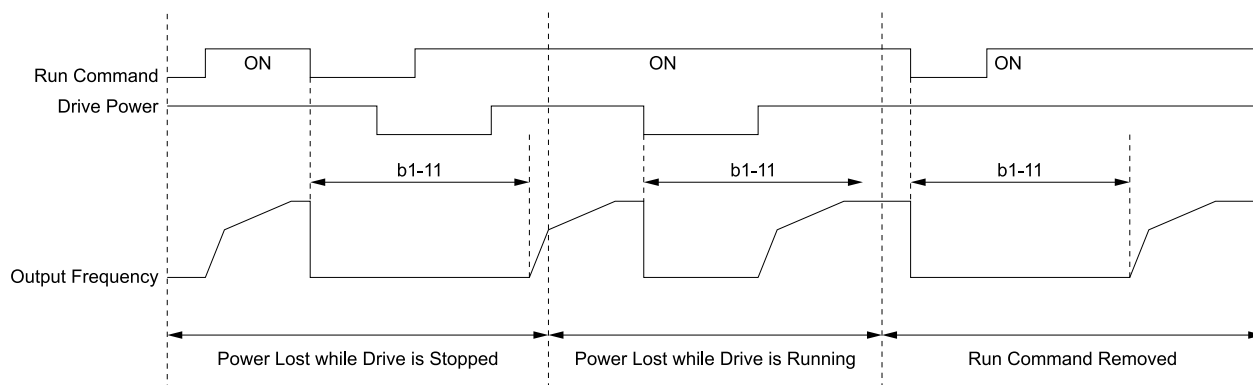 ON
ON
ON
Run Command
Drive Power
b1-11
b1-11
b1-11
Output Frequency
Power Lost while Drive is Stopped
Power Lost while Drive is Running
Run Command Removed